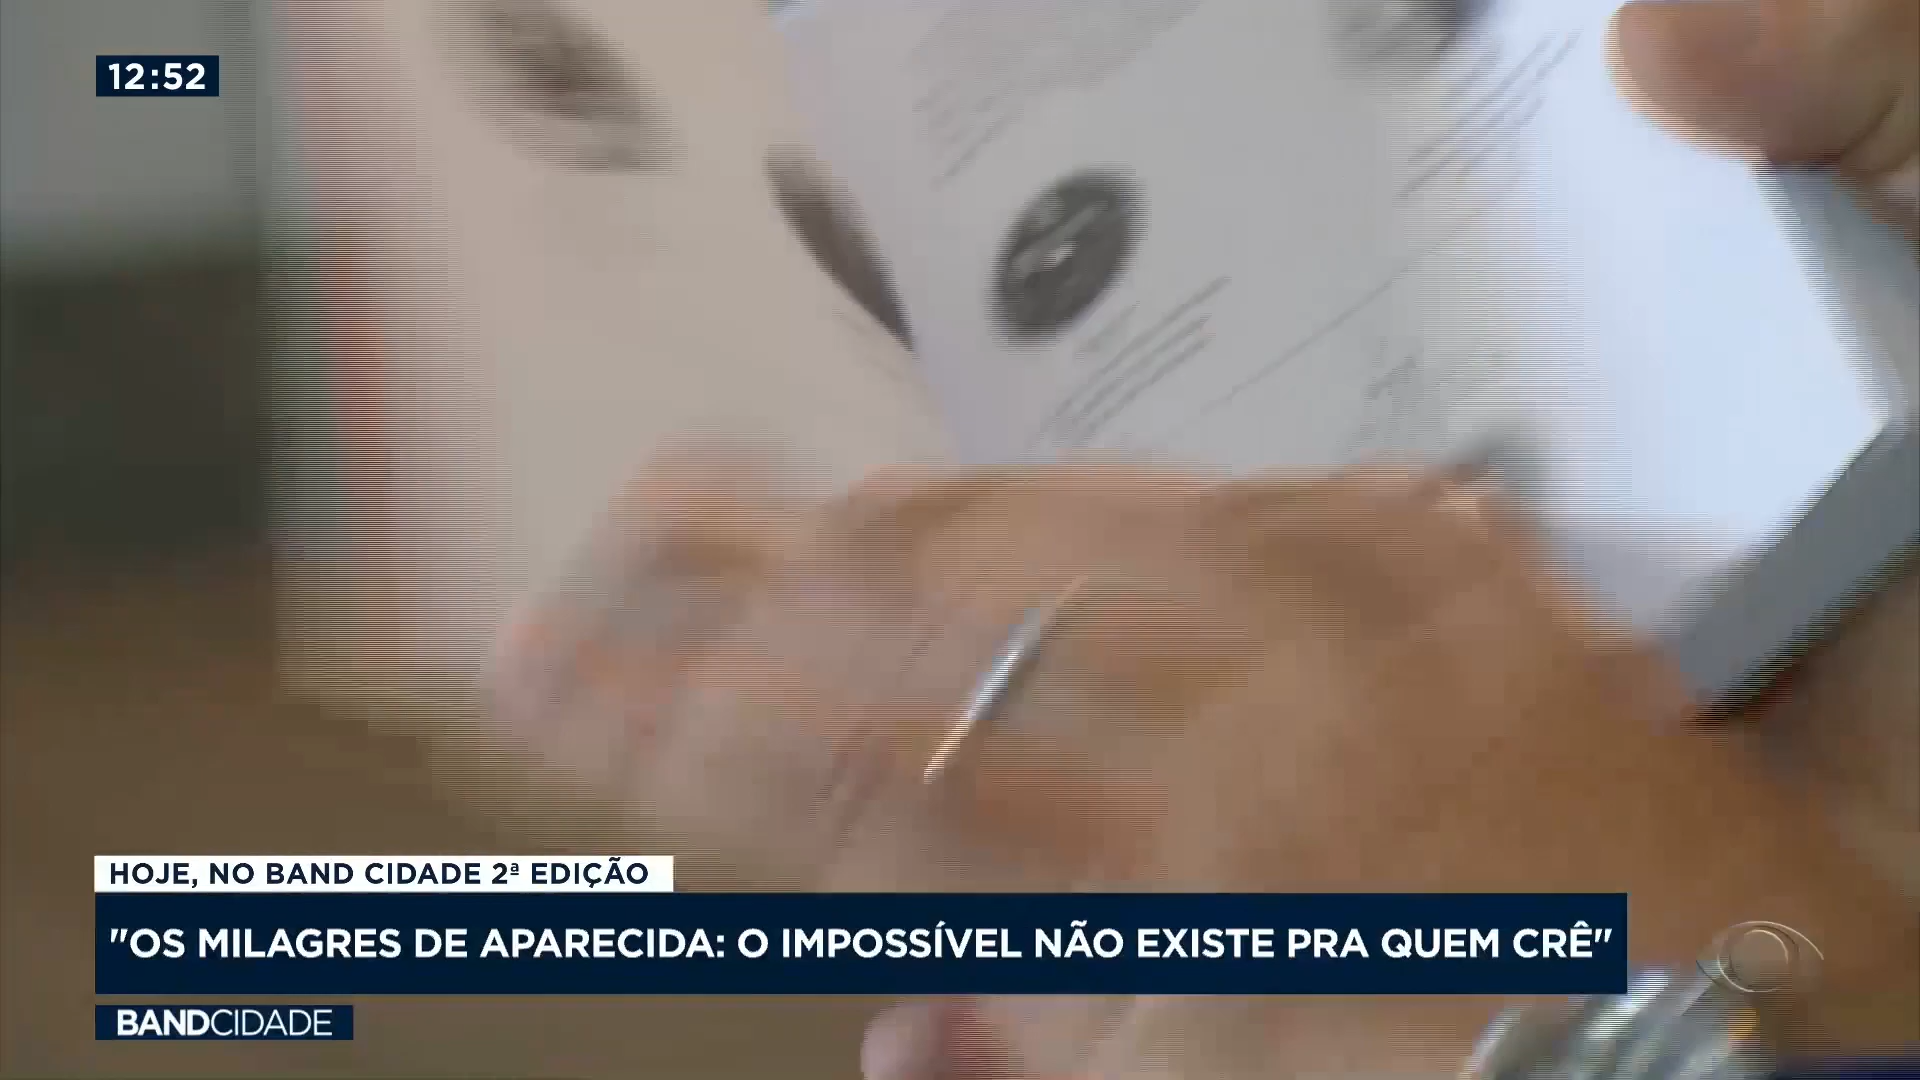 12:52
HOJE, NO BAND CIDADE 2ª EDIÇÃO
"OS MILAGRES DE APARECIDA: O IMPOSSÍVEL NÃO EXISTE PRA QUEM CRÊ"
BANDCIDADE